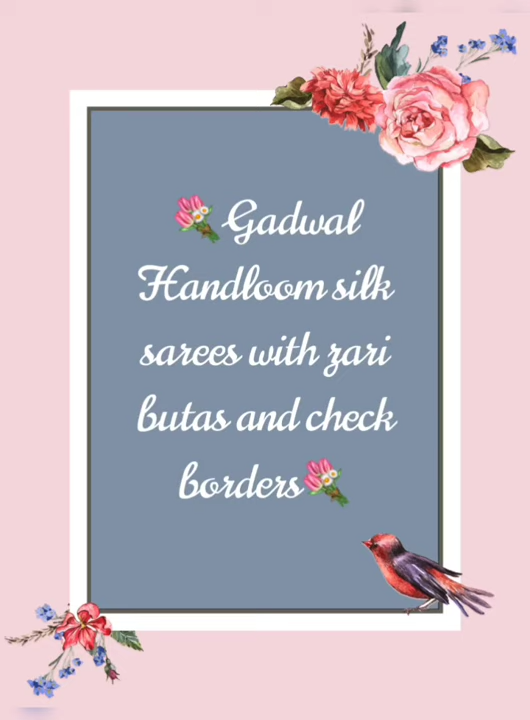 💐 Gadwal
Handloom silk
sarees with zari
butas and check
borders💐